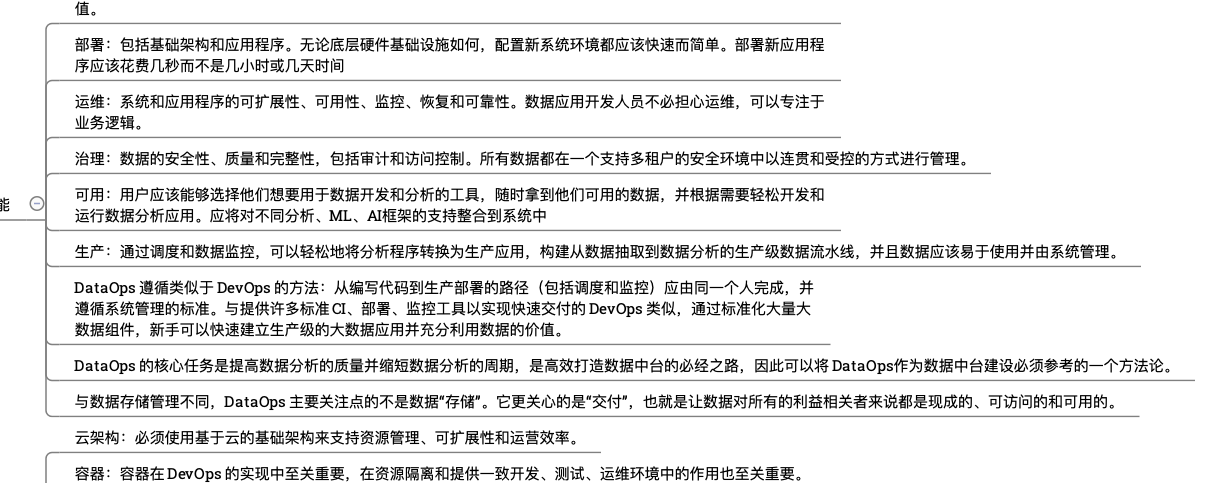 值。
部署：包括基础架构和应用程序。无论底层硬件基础设施如何，配置新系统环境都应该快速而简单。部署新应用程
序应该花费几秒而不是几小时或几天时间
运维：系统和应用程序的可扩展性、可用性、监控、恢复和可靠性。数据应用开发人员不必担心运维，可以专注于
业务逻辑。
治理：数据的安全性、质量和完整性，包括审计和访问控制。所有数据都在一个支持多租户的安全环境中以连贯和受控的方式进行管理。
能
可用：用户应该能够选择他们想要用于数据开发和分析的工具，随时拿到他们可用的数据，并根据需要轻松开发和
运行数据分析应用。应将对不同分析、ML、AI框架的支持整合到系统中
生产：通过调度和数据监控，可以轻松地将分析程序转换为生产应用，构建从数据抽取到数据分析的生产级数据流水线，并且数据应该易于使用并由系统管理。
DataOps 遵循类似于 DevOps 的方法：从编写代码到生产部署的路径（包括调度和监控）应由同一个人完成，并
遵循系统管理的标准。与提供许多标准 CI、部署、监控工具以实现快速交付的 DevOps 类似，通过标准化大量大
数据组件，新手可以快速建立生产级的大数据应用并充分利用数据的价值。
DataOps 的核心任务是提高数据分析的质量并缩短数据分析的周期，是高效打造数据中台的必经之路，因此可以将 DataOps作为数据中台建设必须参考的一个方法论。
与数据存储管理不同，DataOps 主要关注点的不是数据“存储”。它更关心的是“交付”，也就是让数据对所有的利益相关者来说都是现成的、可访问的和可用的。
云架构：必须使用基于云的基础架构来支持资源管理、可扩展性和运营效率。
容器：容器在 DevOps 的实现中至关重要，在资源隔离和提供一致开发、测试、运维环境中的作用也至关重要。